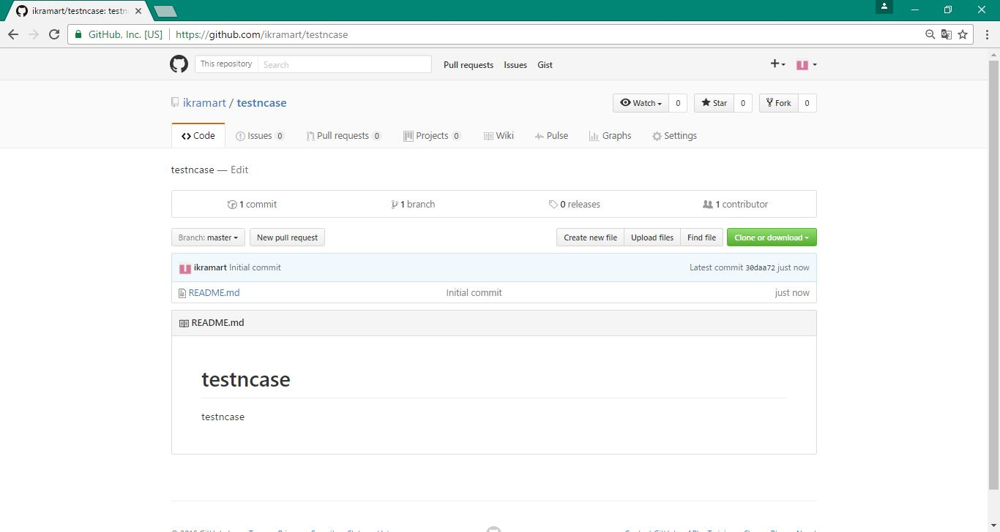 ikramart/testncase: testn
GitHub, Inc. [US] https://github.com/ikramart/testncase
This repository Search Pull requests Issues Gist
ikramart / testncase Watch 0 Star 0 Fork 0
Code Issues 0 Pull requests 0 Projects 0 Wiki Pulse Graphs Settings
testncase — Edit
1 commit 1 branch 0 releases 1 contributor
Branch: master New pull request Create new file Upload files Find file Clone or download
ikramart Initial commit Latest commit 30daa72 just now
README.md Initial commit just now
README.md
testncase
testncase